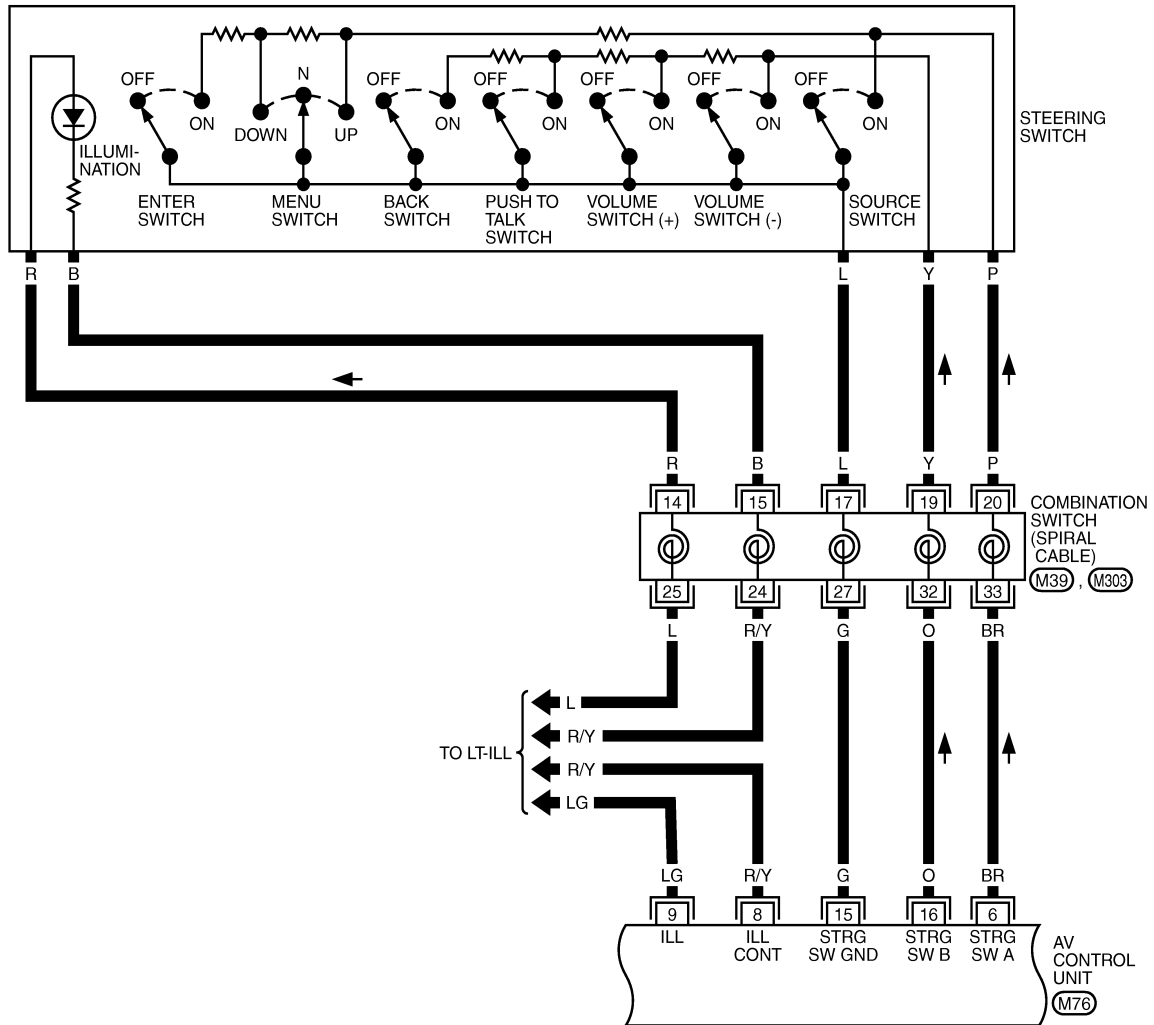 N
OFF
OFF
OFF
OFF
OFF
OFF
ON
DOWN
UP
ON
ON
ON
ON
ON
STEERING
SWITCH
ILLUMI-
NATION
ENTER
SWITCH
MENU
SWITCH
BACK
SWITCH
PUSH TO
TALK
SWITCH
VOLUME
SWITCH (+)
VOLUME
SWITCH (-)
SOURCE
SWITCH
R B L Y P
R B L Y P
14 15 17 19 20
COMBINATION
SWITCH
(SPIRAL
CABLE)
M39 , M303
25 24 27 32 33
L R/Y G O BR
L
R/Y
TO LT-ILL
R/Y
LG
LG R/Y G O BR
9 8 15 16 6
ILL
ILL
CONT
STRG
SW GND
STRG
SW B
STRG
SW A
AV
CONTROL
UNIT
M76